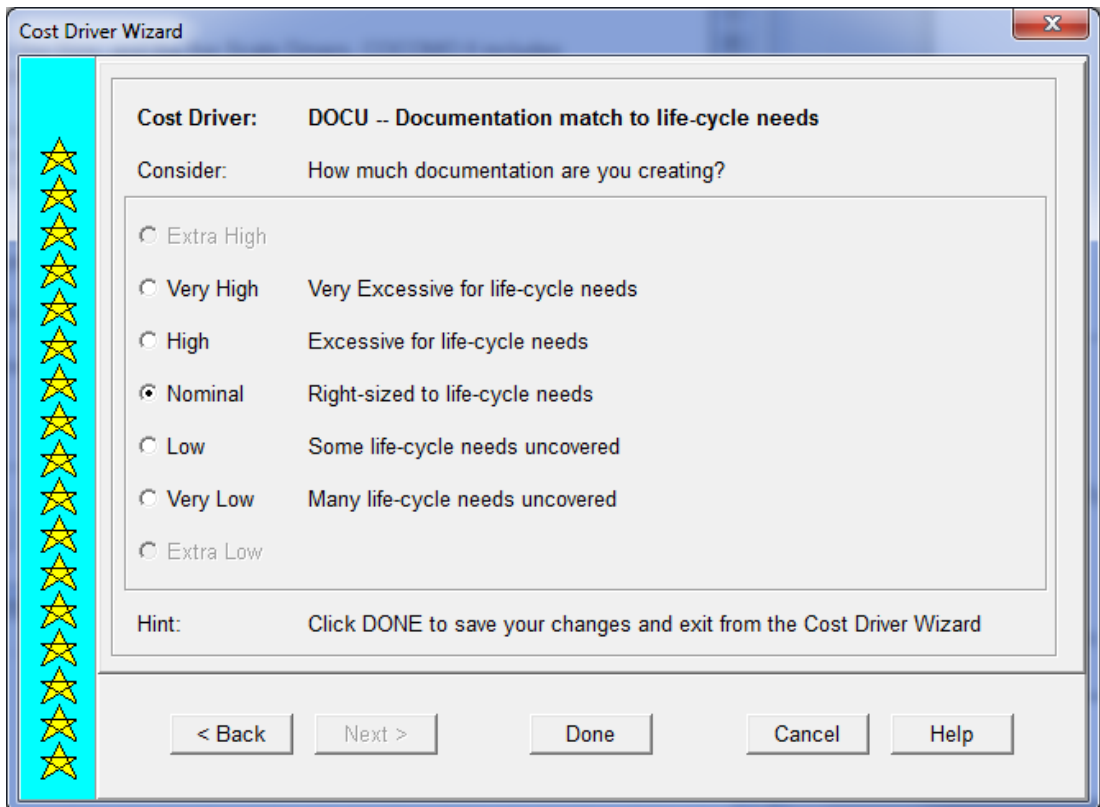 Cost Driver Wizard
Cost Driver: DOCU -- Documentation match to life-cycle needs
Consider: How much documentation are you creating?
Extra High
Very High Very Excessive for life-cycle needs
High Excessive for life-cycle needs
Nominal Right-sized to life-cycle needs
Low Some life-cycle needs uncovered
Very Low Many life-cycle needs uncovered
Extra Low
Hint: Click DONE to save your changes and exit from the Cost Driver Wizard
< Back Next > Done Cancel Help